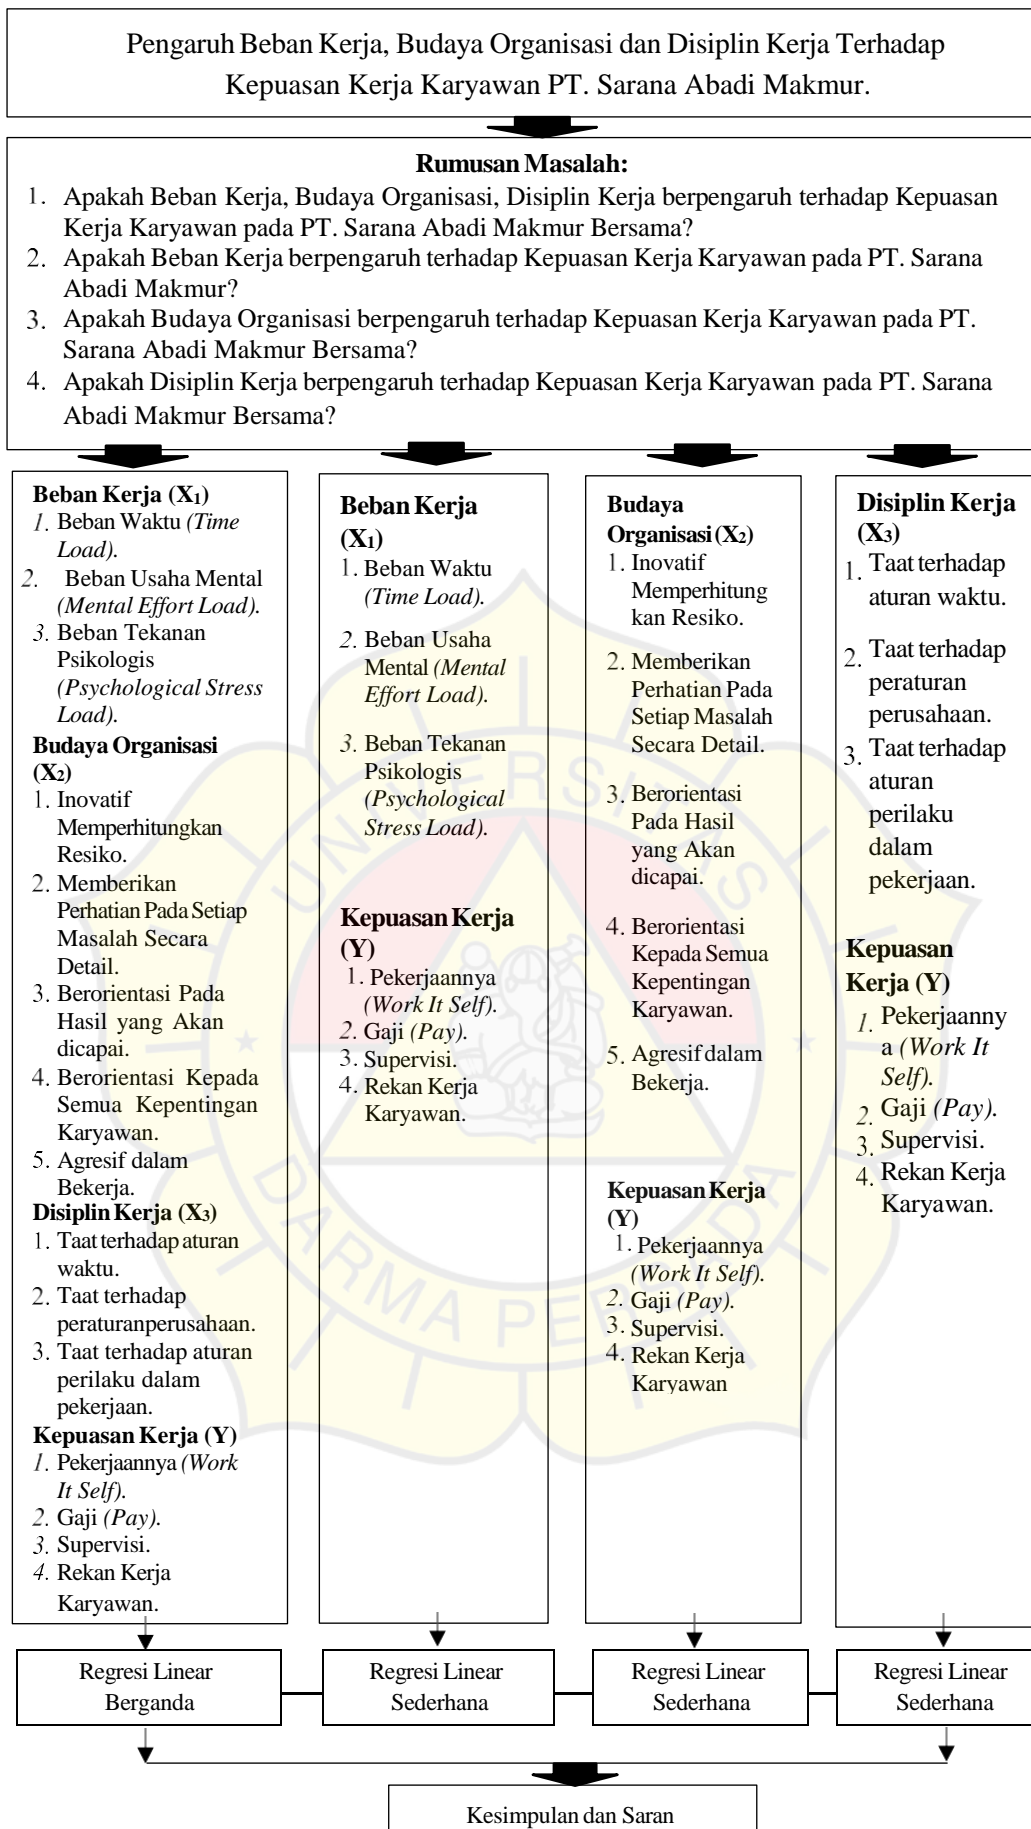 Pengaruh Beban Kerja, Budaya Organisasi dan Disiplin Kerja Terhadap
Kepuasan Kerja Karyawan PT. Sarana Abadi Makmur.
Rumusan Masalah:
1. Apakah Beban Kerja, Budaya Organisasi, Disiplin Kerja berpengaruh terhadap Kepuasan
Kerja Karyawan pada PT. Sarana Abadi Makmur Bersama?
2. Apakah Beban Kerja berpengaruh terhadap Kepuasan Kerja Karyawan pada PT. Sarana
Abadi Makmur?
3. Apakah Budaya Organisasi berpengaruh terhadap Kepuasan Kerja Karyawan pada PT.
Sarana Abadi Makmur Bersama?
4. Apakah Disiplin Kerja berpengaruh terhadap Kepuasan Kerja Karyawan pada PT. Sarana
Abadi Makmur Bersama?
Beban Kerja (X₁)
1. Beban Waktu (Time
Load).
2. Beban Usaha Mental
(Mental Effort Load).
3. Beban Tekanan
Psikologis
(Psychological Stress
Load).
Budaya Organisasi
(X₂)
1. Inovatif
Memperhitungkan
Resiko.
2. Memberikan
Perhatian Pada Setiap
Masalah Secara
Detail.
3. Berorientasi Pada
Hasil yang Akan
dicapai.
4. Berorientasi Kepada
Semua Kepentingan
Karyawan.
5. Agresif dalam
Bekerja.
Disiplin Kerja (X₃)
1. Taat terhadap aturan
waktu.
2. Taat terhadap
peraturanperusahaan.
3. Taat terhadap aturan
perilaku dalam
pekerjaan.
Kepuasan Kerja (Y)
1. Pekerjaannya (Work
It Self).
2. Gaji (Pay).
3. Supervisi.
4. Rekan Kerja
Karyawan.
Beban Kerja
(X₁)
1. Beban Waktu
(Time Load).
2. Beban Usaha
Mental (Mental
Effort Load).
3. Beban Tekanan
Psikologis
(Psychological
Stress Load).
Kepuasan Kerja
(Y)
1. Pekerjaannya
(Work It Self).
2. Gaji (Pay).
3. Supervisi.
4. Rekan Kerja
Karyawan.
Budaya
Organisasi (X₂)
1. Inovatif
Memperhitung
kan Resiko.
2. Memberikan
Perhatian Pada
Setiap Masalah
Secara Detail.
3. Berorientasi
Pada Hasil
yang Akan
dicapai.
4. Berorientasi
Kepada Semua
Kepentingan
Karyawan.
5. Agresif dalam
Bekerja.
Kepuasan Kerja
(Y)
1. Pekerjaannya
(Work It Self).
2. Gaji (Pay).
3. Supervisi.
4. Rekan Kerja
Karyawan
Disiplin Kerja
(X₃)
1. Taat terhadap
aturan waktu.
2. Taat terhadap
peraturan
perusahaan.
3. Taat terhadap
aturan
perilaku
dalam
pekerjaan.
Kepuasan
Kerja (Y)
1. Pekerjaanny
a (Work It
Self).
2. Gaji (Pay).
3. Supervisi.
4. Rekan Kerja
Karyawan.
Regresi Linear
Berganda
Regresi Linear
Sederhana
Regresi Linear
Sederhana
Regresi Linear
Sederhana
Kesimpulan dan Saran
UNIVERSITAS
DARMA PERSADA